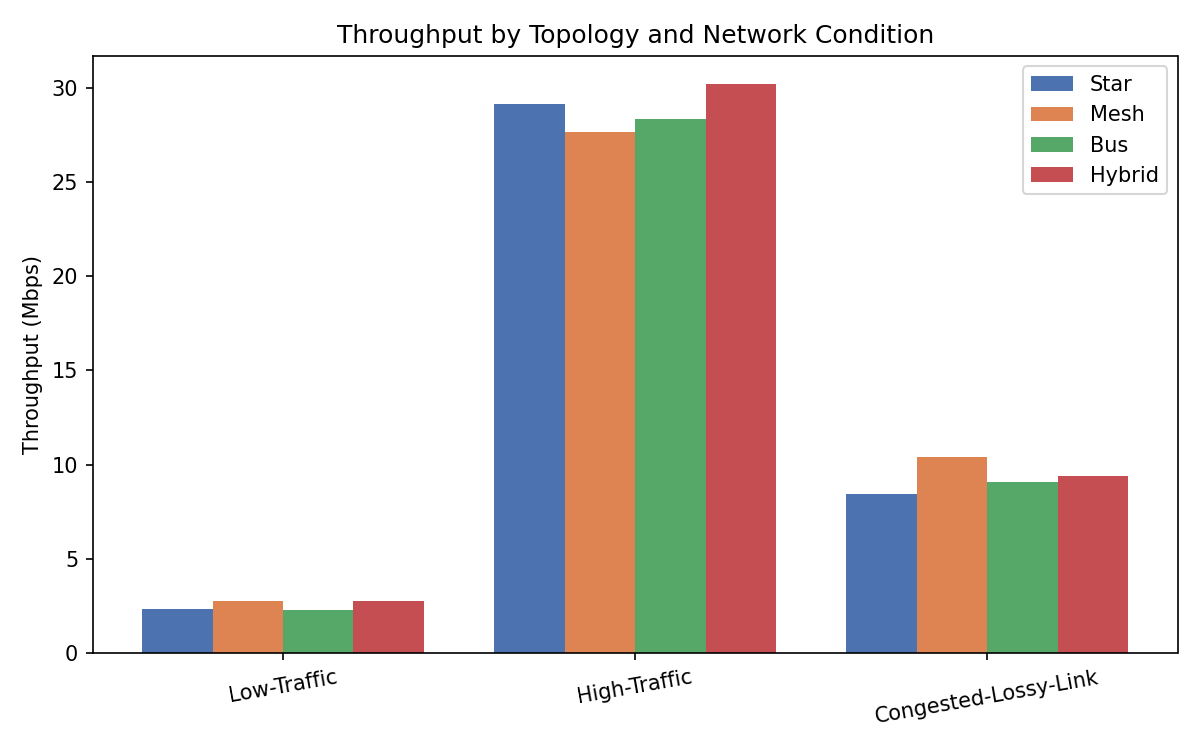 Throughput by Topology and Network Condition
Throughput (Mbps)
30
25
20
15
10
5
0
Star
Mesh
Bus
Hybrid
Low-Traffic
High-Traffic
Congested-Lossy-Link